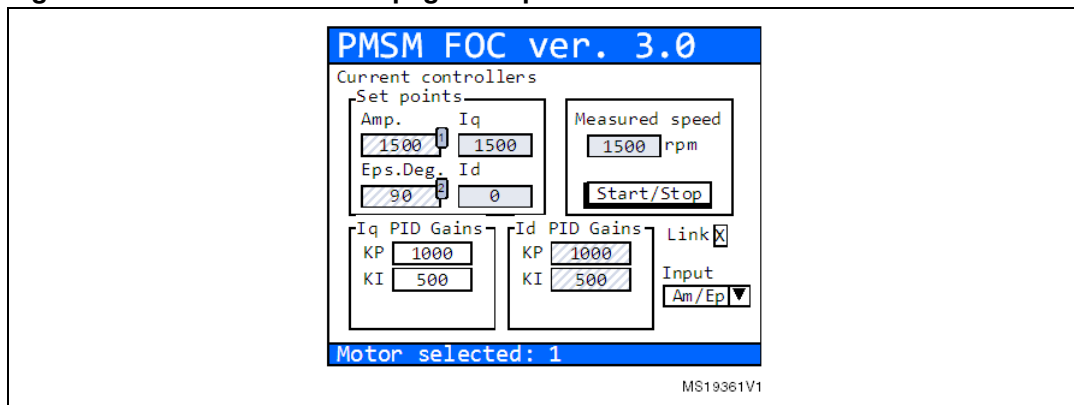 PMSM FOC ver. 3.0
Current controllers
Set points
Amp. Iq
1500 1 1500
Eps.Deg. Id
90 2 0
Measured speed
1500 rpm
Start/Stop
Iq PID Gains
KP 1000
KI 500
Id PID Gains
KP 1000
KI 500
Link X
Input
Am/Ep
Motor selected: 1
MS19361V1